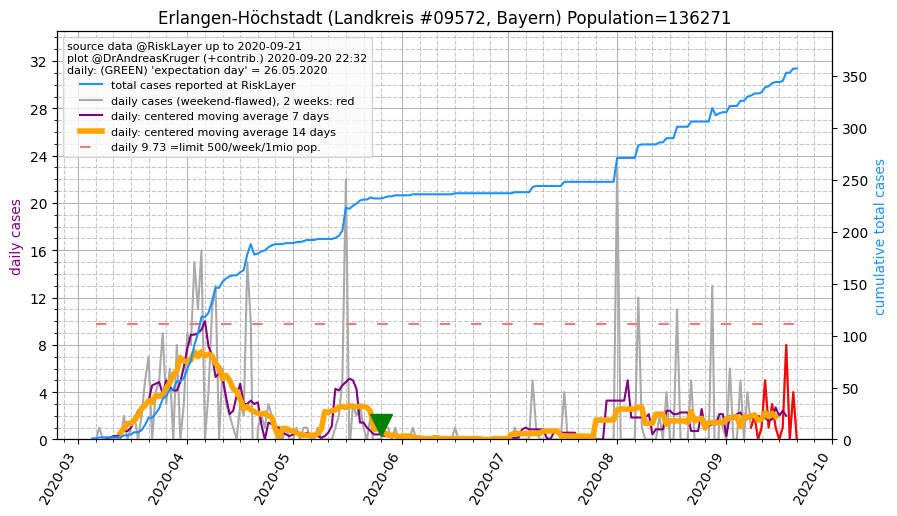 Erlangen-Höchstadt (Landkreis #09572, Bayern) Population=136271
source data @RiskLayer up to 2020-09-21
plot @DrAndreasKruger (+contrib.) 2020-09-20 22:32
daily: (GREEN) 'expectation day' = 26.05.2020
total cases reported at RiskLayer
daily cases (weekend-flawed), 2 weeks: red
daily: centered moving average 7 days
daily: centered moving average 14 days
daily 9.73 =limit 500/week/1mio pop.
daily cases
32
28
24
20
16
12
8
4
0
cumulative total cases
350
300
250
200
150
100
50
0
2020-03
2020-04
2020-05
2020-06
2020-07
2020-08
2020-09
2020-10